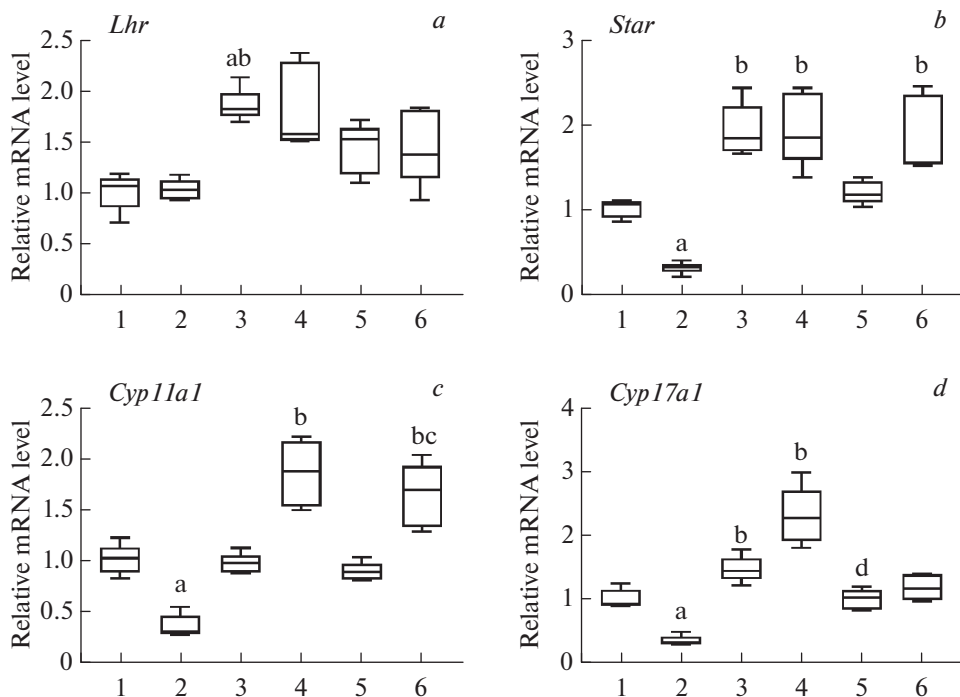 Lhr a
Relative mRNA level
2.5
2.0
1.5
1.0
0.5
0
ab
1 2 3 4 5 6
Star b
Relative mRNA level
3
2
1
0
a
b b b
1 2 3 4 5 6
Cyp11a1 c
Relative mRNA level
2.5
2.0
1.5
1.0
0.5
0
a
b
bc
1 2 3 4 5 6
Cyp17a1 d
Relative mRNA level
4
3
2
1
0
a
b
b
d
1 2 3 4 5 6